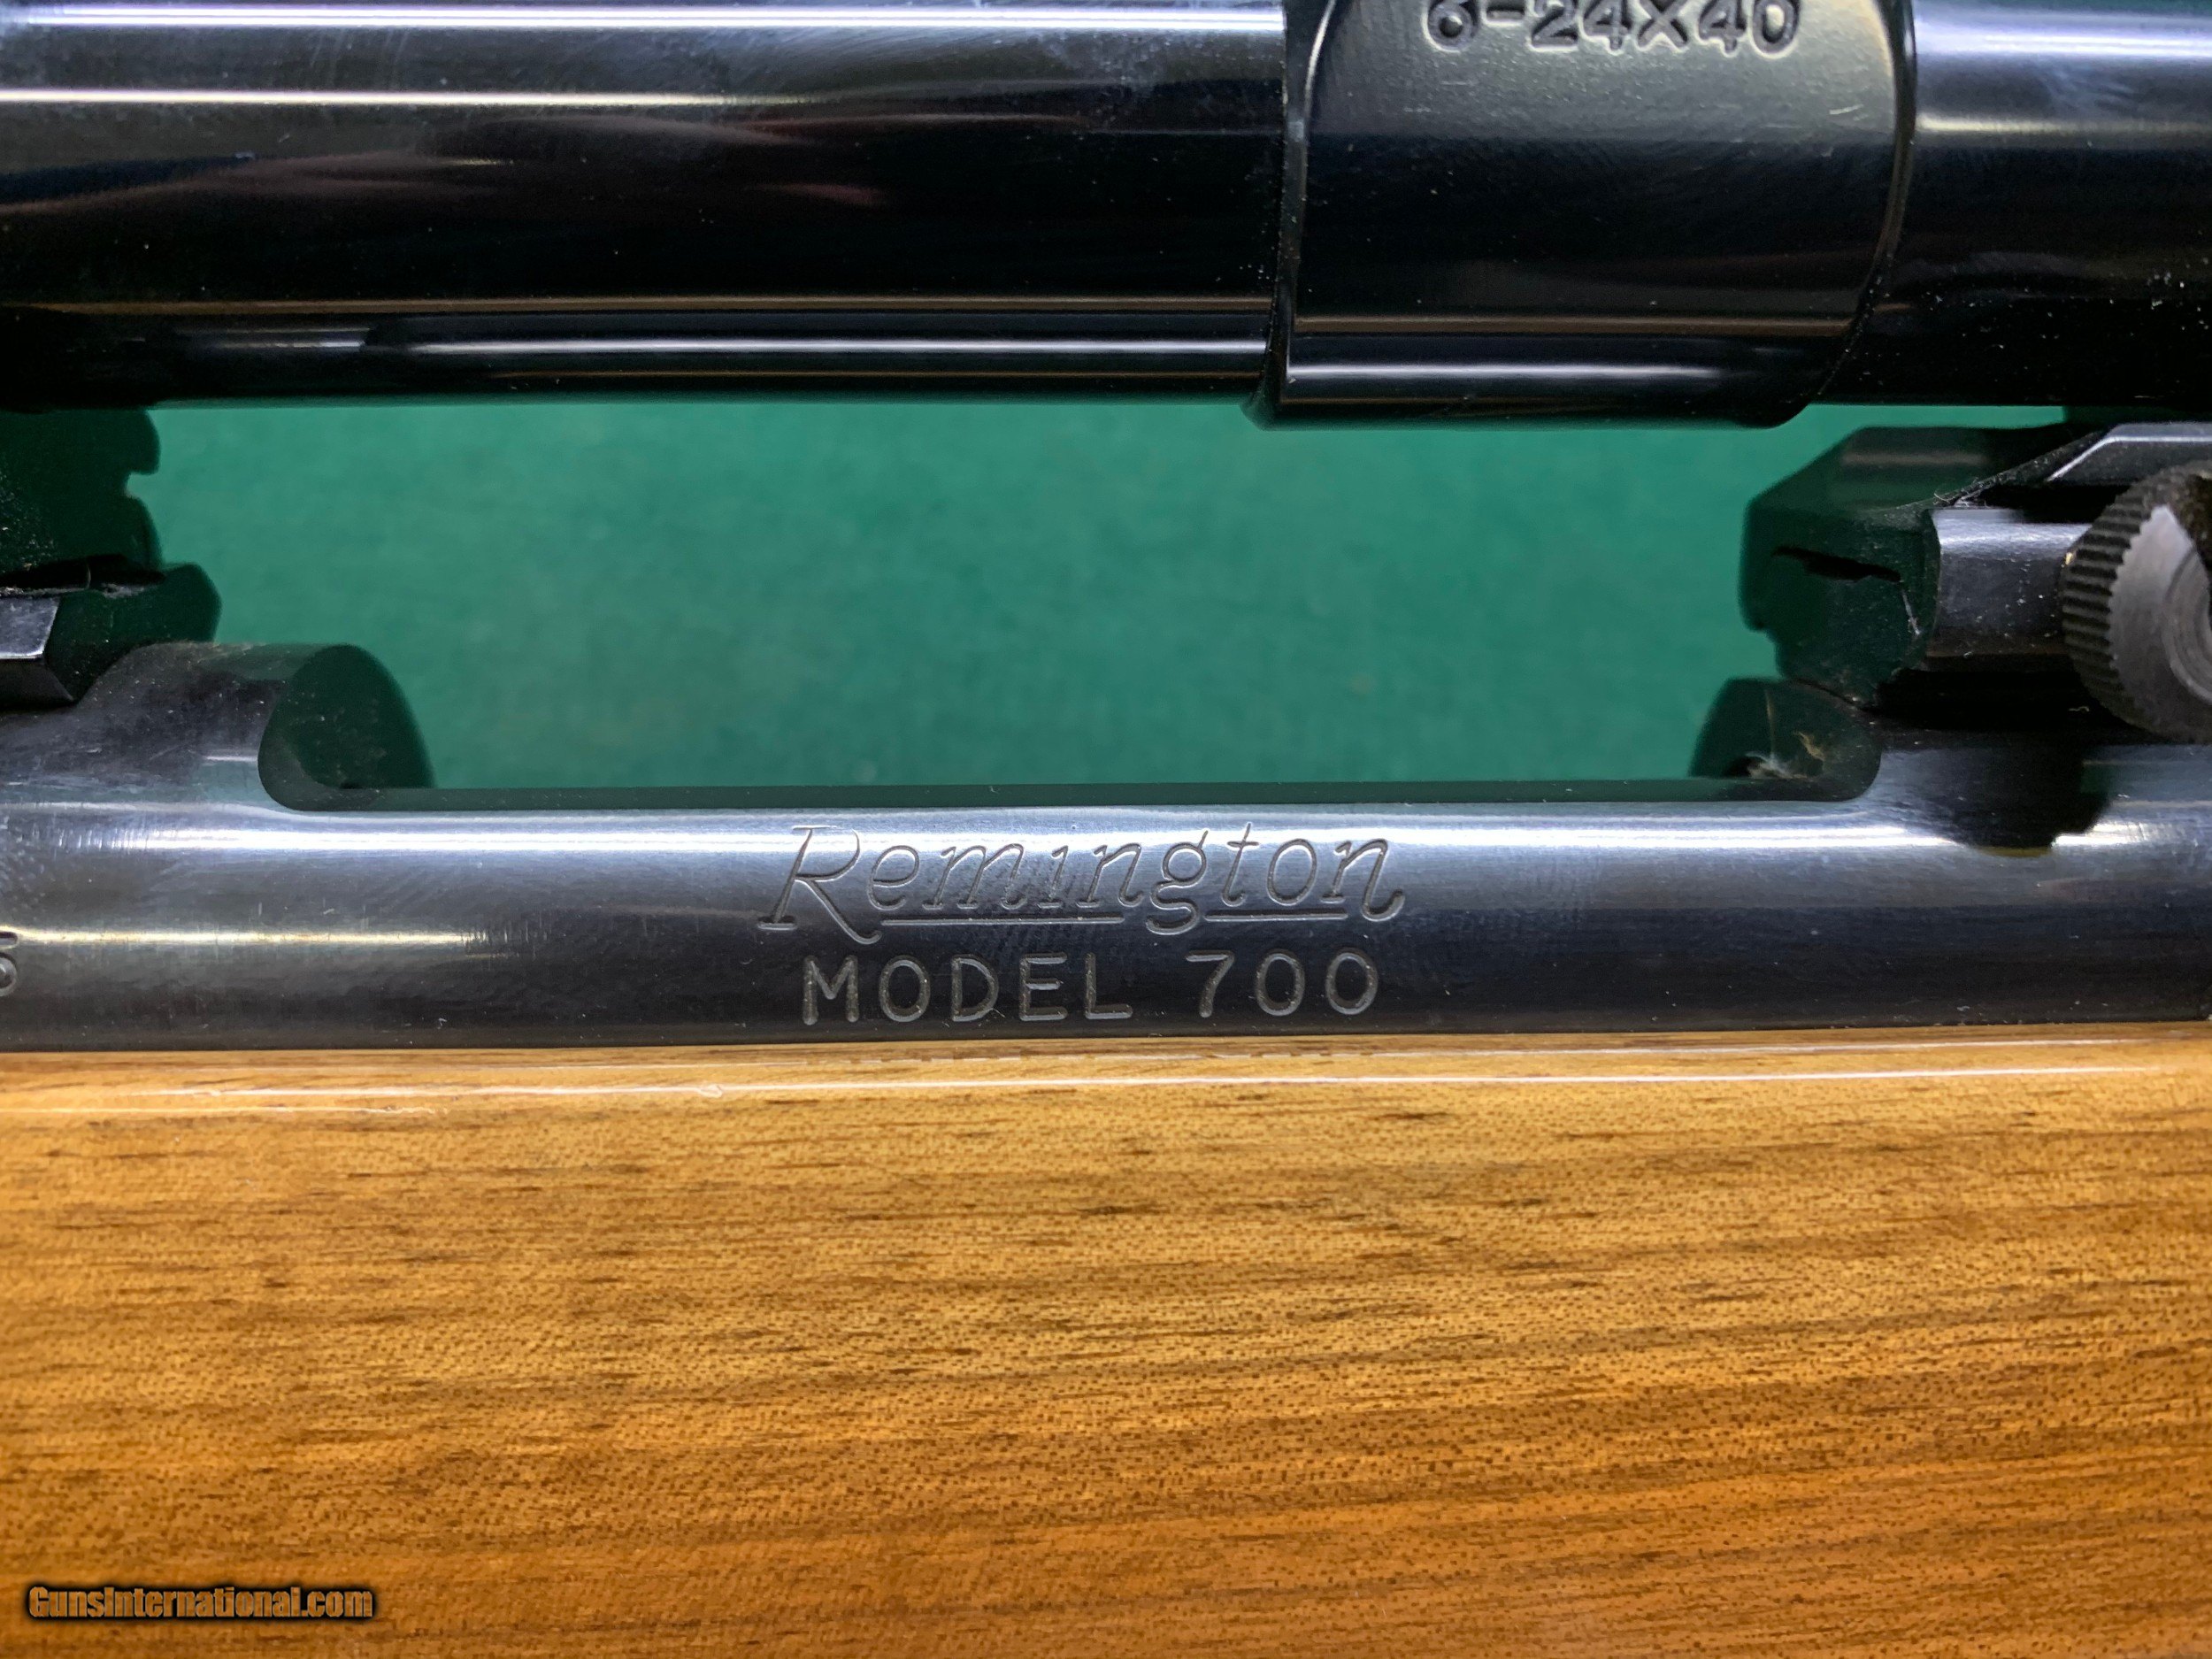 6-24X40
Remington
MODEL 700
GunsInternational.com